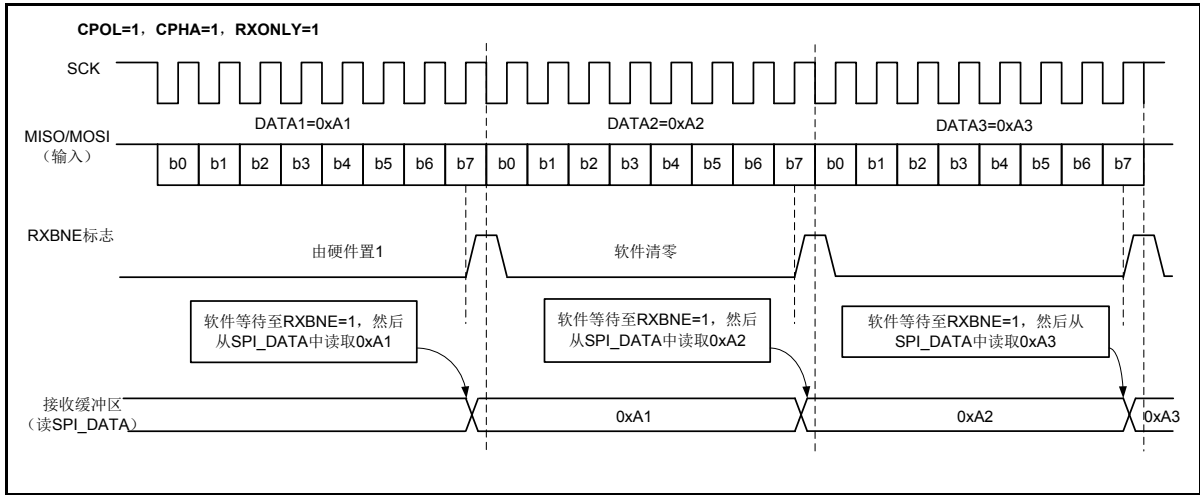 CPOL=1，CPHA=1，RXONLY=1
SCK
DATA1=0xA1 DATA2=0xA2 DATA3=0xA3
MISO/MOSI
（输入）
b0 b1 b2 b3 b4 b5 b6 b7 b0 b1 b2 b3 b4 b5 b6 b7 b0 b1 b2 b3 b4 b5 b6 b7
RXBNE标志
由硬件置1 软件清零
软件等待至RXBNE=1，然后
从SPI_DATA中读取0xA1
软件等待至RXBNE=1，然后
从SPI_DATA中读取0xA2
软件等待至RXBNE=1，然后从
SPI_DATA中读取0xA3
接收缓冲区
（读SPI_DATA）
0xA1 0xA2 0xA3